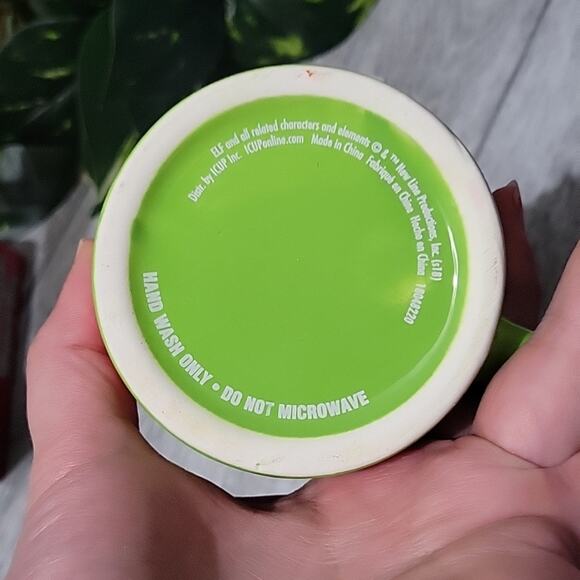 ELF and all related characters and elements © & ™ New Line Productions, Inc. (s18)
Distr. by ICUP Inc. ICUPonline.com Made in China Fabriqué en Chine Hecho en China 18048220
HAND WASH ONLY • DO NOT MICROWAVE